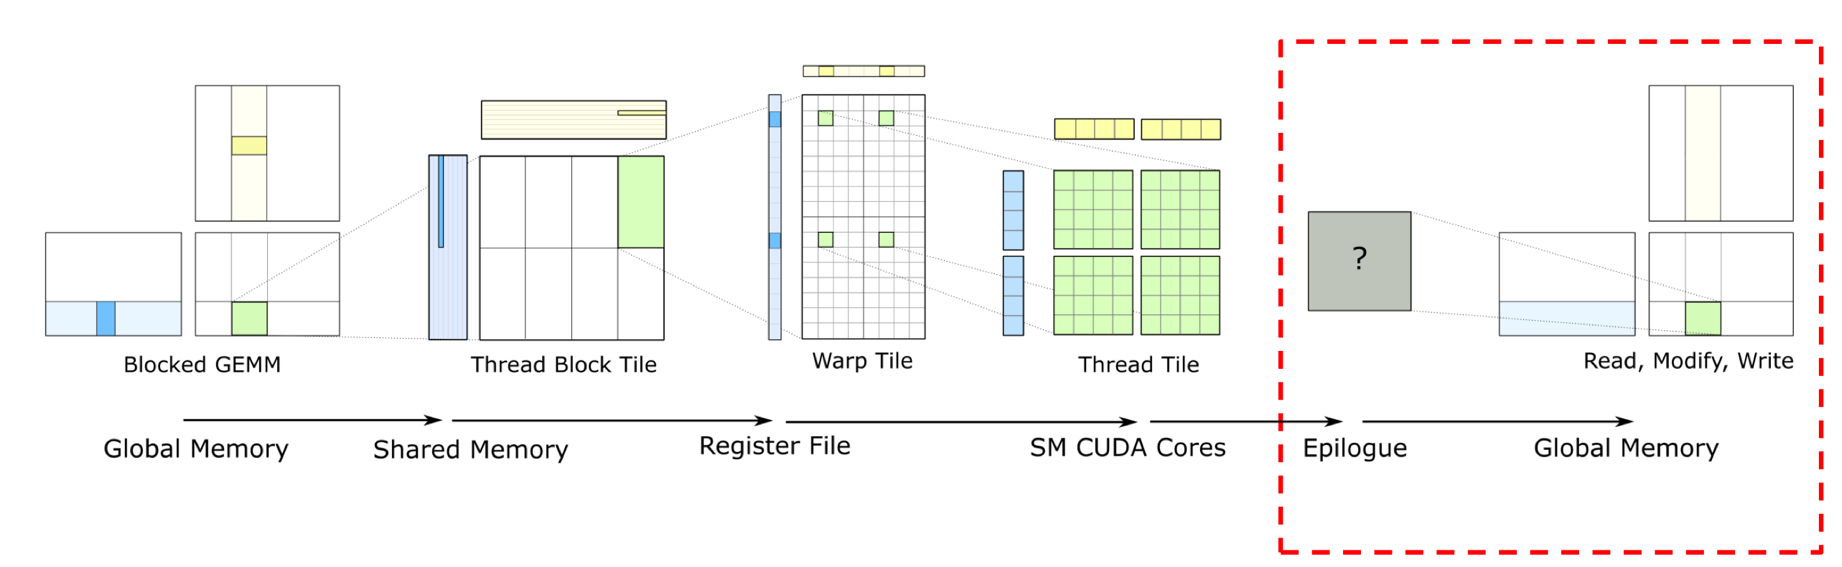 ?
Blocked GEMM
Thread Block Tile
Warp Tile
Thread Tile
Read, Modify, Write
Global Memory
Shared Memory
Register File
SM CUDA Cores
Epilogue
Global Memory